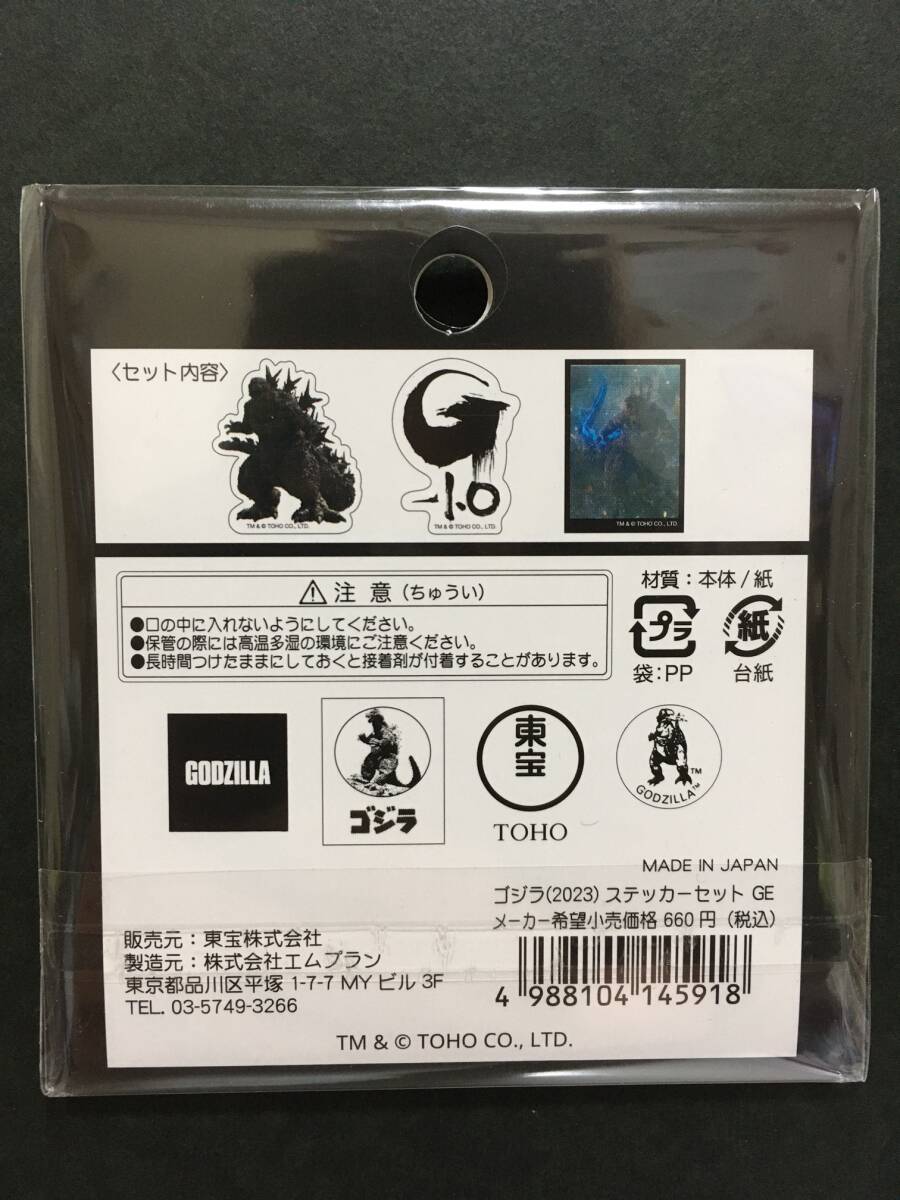 〈セット内容〉
G
-1.0
TM & © TOHO CO., LTD.
TM & © TOHO CO., LTD.
TM & © TOHO CO., LTD.
注意(ちゅうい)
●口の中に入れないようにしてください。
●保管の際には高温多湿の環境にご注意ください。
●長時間つけたままにしておくと接着剤が付着することがあります。
材質:本体/紙
プラ
紙
袋:PP
台紙
GODZILLA
ゴジラ
東宝
TOHO
TM
GODZILLA™
MADE IN JAPAN
ゴジラ(2023) ステッカーセット GE
メーカー希望小売価格 660円(税込)
販売元:東宝株式会社
製造元:株式会社エムプラン
東京都品川区平塚 1-7-7 MY ビル 3F
TEL. 03-5749-3266
4 988104 145918
TM & © TOHO CO., LTD.